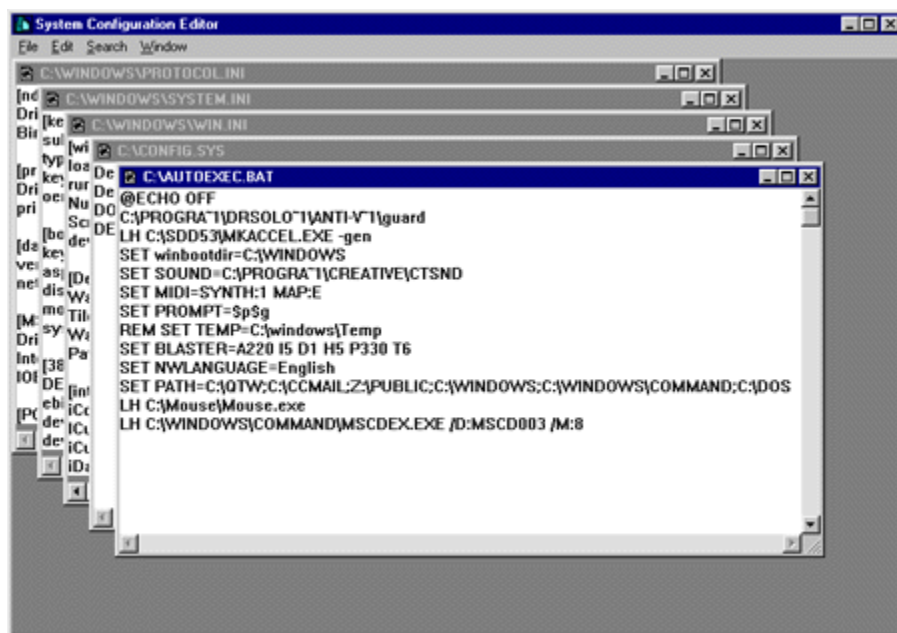 System Configuration Editor
File Edit Search Window
C:\WINDOWS\PROTOCOL.INI
C:\WINDOWS\SYSTEM.INI
C:\WINDOWS\WIN.INI
C:\CONFIG.SYS
C:\AUTOEXEC.BAT
@ECHO OFF
C:\PROGRA~1\DRSOLO~1\ANTI-V~1\guard
LH C:\SDD53\MKACCEL.EXE -gen
SET winbootdir=C:\WINDOWS
SET SOUND=C:\PROGRA~1\CREATIVE\CTSND
SET MIDI=SYNTH:1 MAP:E
SET PROMPT=$p$g
REM SET TEMP=C:\windows\Temp
SET BLASTER=A220 I5 D1 H5 P330 T6
SET NWLANGUAGE=English
SET PATH=C:\QTW;C:\CCMAIL;Z:\PUBLIC;C:\WINDOWS;C:\WINDOWS\COMMAND;C:\DOS
LH C:\Mouse\Mouse.exe
LH C:\WINDOWS\COMMAND\MSCDEX.EXE /D:MSCD003 /M:8